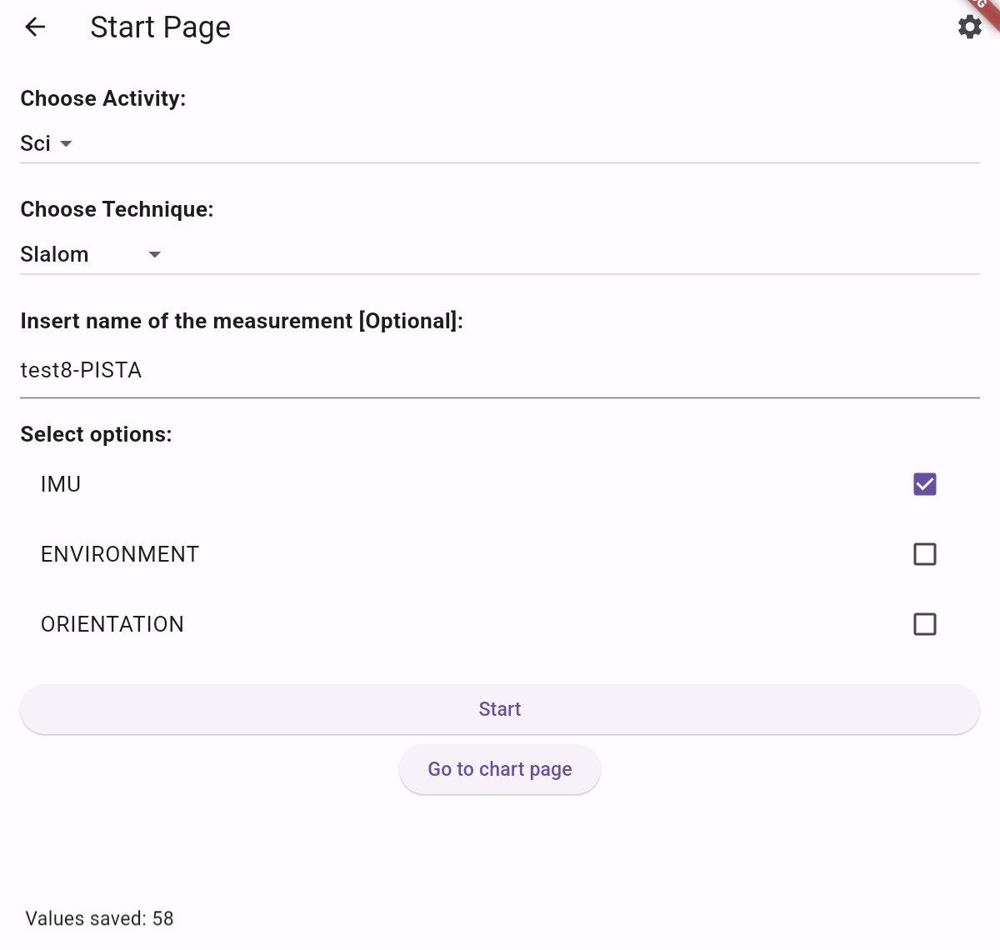 Start Page
Choose Activity:
Sci
Choose Technique:
Slalom
Insert name of the measurement [Optional]:
test8-PISTA
Select options:
IMU
ENVIRONMENT
ORIENTATION
Start
Go to chart page
Values saved: 58